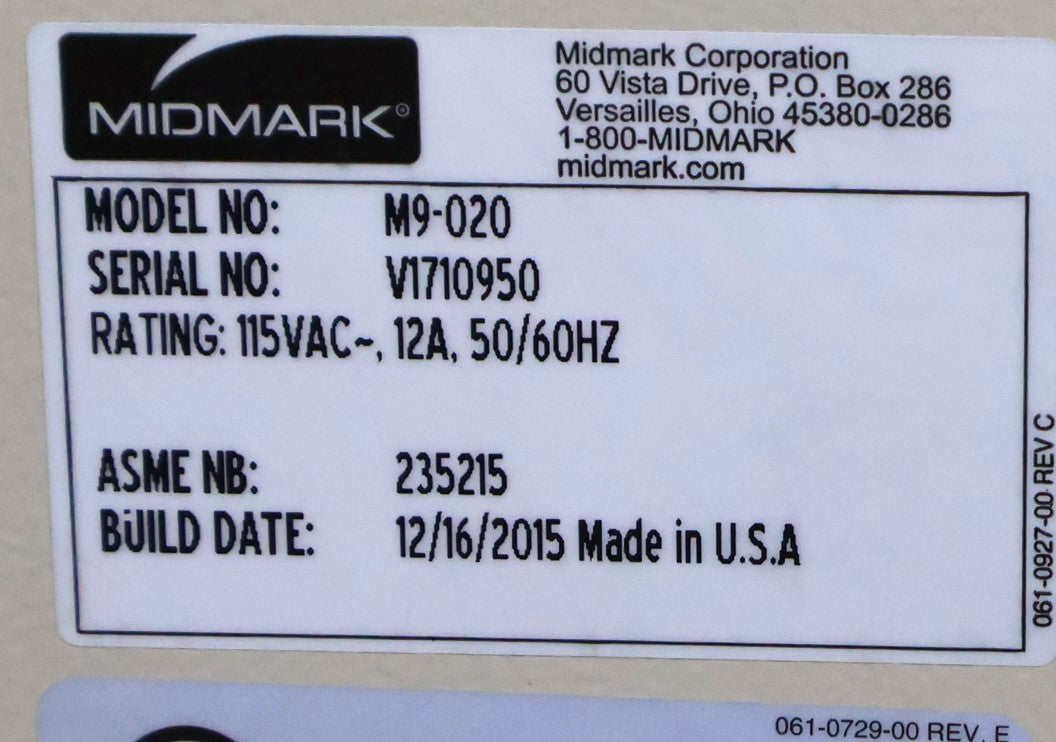 MIDMARK®
Midmark Corporation
60 Vista Drive, P.O. Box 286
Versailles, Ohio 45380-0286
1-800-MIDMARK
midmark.com
MODEL NO: M9-020
SERIAL NO: V1710950
RATING: 115VAC~, 12A, 50/60HZ
ASME NB: 235215
BUILD DATE: 12/16/2015 Made in U.S.A
061-0927-00 REV C
061-0729-00 REV. E